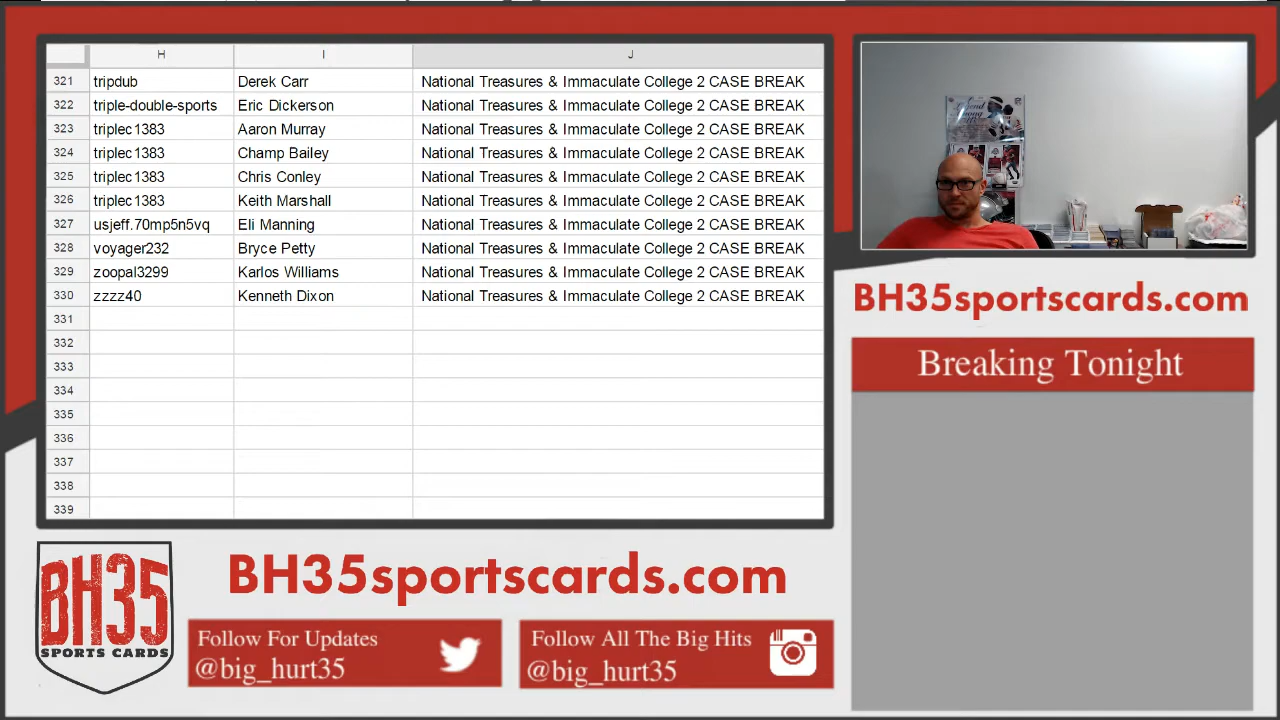 H I J
321 tripdub Derek Carr National Treasures & Immaculate College 2 CASE BREAK
322 triple-double-sports Eric Dickerson National Treasures & Immaculate College 2 CASE BREAK
323 triplec1383 Aaron Murray National Treasures & Immaculate College 2 CASE BREAK
324 triplec1383 Champ Bailey National Treasures & Immaculate College 2 CASE BREAK
325 triplec1383 Chris Conley National Treasures & Immaculate College 2 CASE BREAK
326 triplec1383 Keith Marshall National Treasures & Immaculate College 2 CASE BREAK
327 usjeff.70mp5n5vq Eli Manning National Treasures & Immaculate College 2 CASE BREAK
328 voyager232 Bryce Petty National Treasures & Immaculate College 2 CASE BREAK
329 zoopal3299 Karlos Williams National Treasures & Immaculate College 2 CASE BREAK
330 zzzz40 Kenneth Dixon National Treasures & Immaculate College 2 CASE BREAK
331
332
333
334
335
336
337
338
339
BH35sportscards.com
Breaking Tonight
BH35
SPORTS CARDS
BH35sportscards.com
Follow For Updates
@big_hurt35
Follow All The Big Hits
@big_hurt35